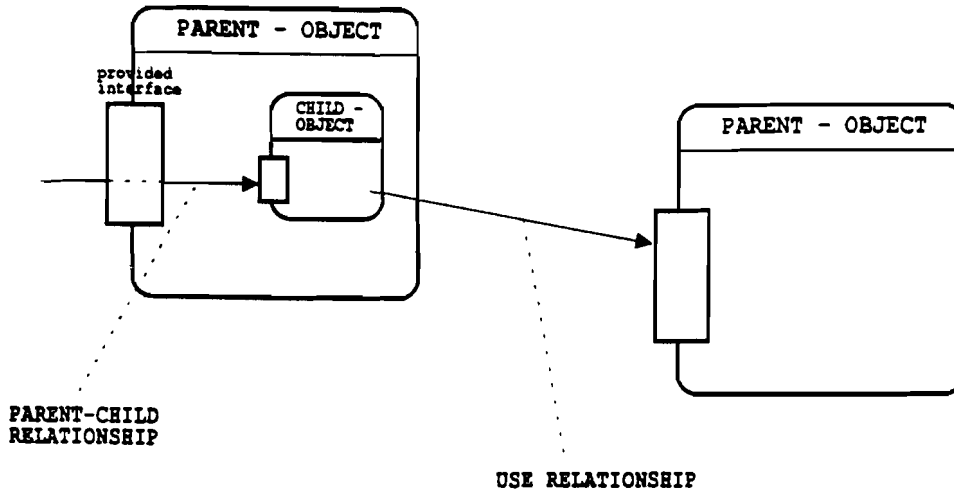 PARENT - OBJECT
provided
interface
CHILD -
OBJECT
PARENT - OBJECT
PARENT-CHILD
RELATIONSHIP
USE RELATIONSHIP